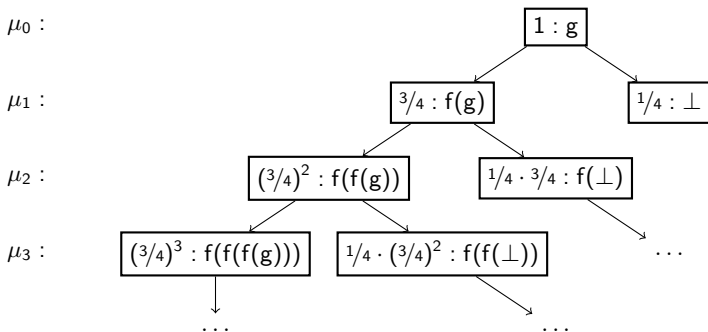 μ₀ : 1 : g
μ₁ : 3/4 : f(g) 1/4 : ⊥
μ₂ : (3/4)² : f(f(g)) 1/4 · 3/4 : f(⊥)
μ₃ : (3/4)³ : f(f(f(g))) 1/4 · (3/4)² : f(f(⊥)) ...
... ...